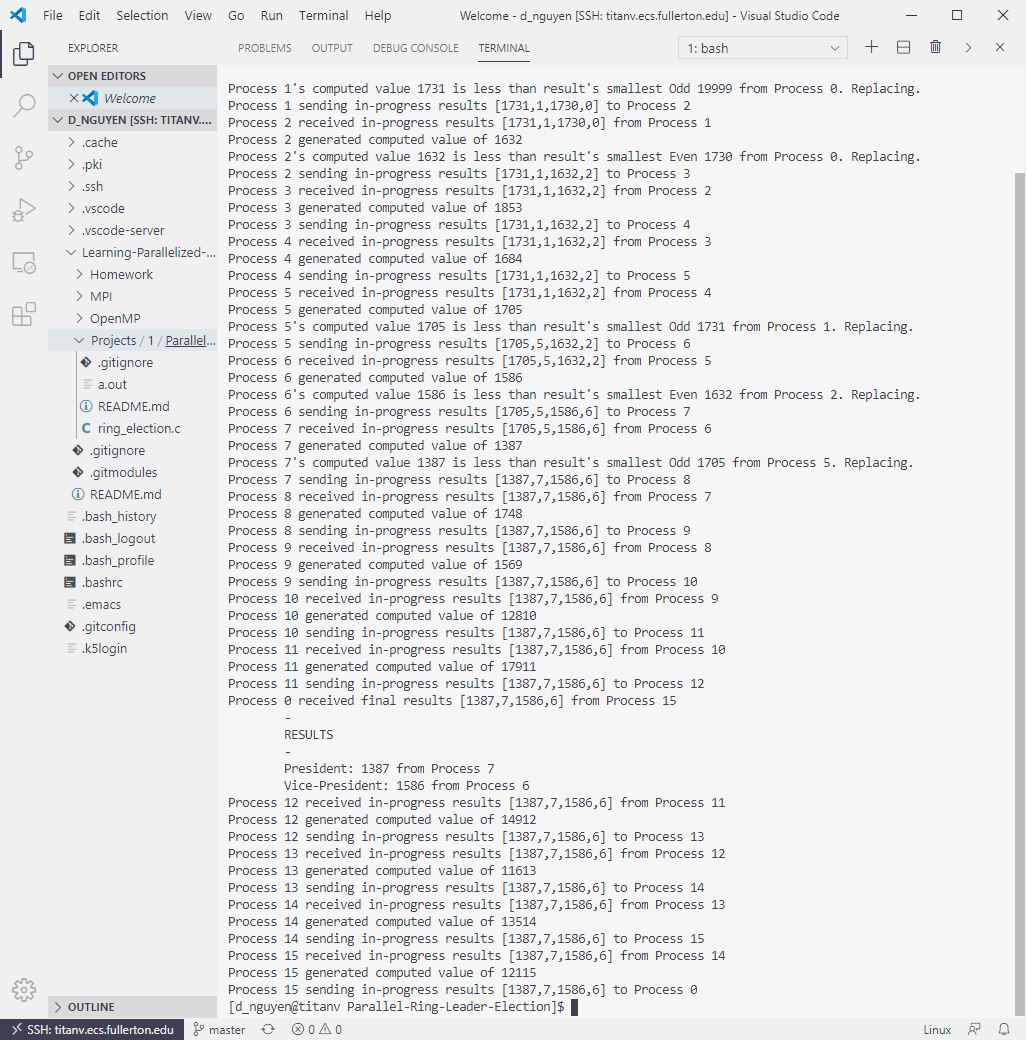 File Edit Selection View Go Run Terminal Help Welcome - d_nguyen [SSH: titanv.ecs.fullerton.edu] - Visual Studio Code
EXPLORER
OPEN EDITORS
Welcome
D_NGUYEN [SSH: TITANV....
.cache
.pki
.ssh
.vscode
.vscode-server
Learning-Parallelized-...
Homework
MPI
OpenMP
Projects / 1 / Parallel...
.gitignore
a.out
README.md
C ring_election.c
.gitignore
.gitmodules
README.md
.bash_history
.bash_logout
.bash_profile
.bashrc
.emacs
.gitconfig
.k5login
OUTLINE
PROBLEMS OUTPUT DEBUG CONSOLE TERMINAL 1: bash
Process 1's computed value 1731 is less than result's smallest Odd 19999 from Process 0. Replacing.
Process 1 sending in-progress results [1731,1,1730,0] to Process 2
Process 2 received in-progress results [1731,1,1730,0] from Process 1
Process 2 generated computed value of 1632
Process 2's computed value 1632 is less than result's smallest Even 1730 from Process 0. Replacing.
Process 2 sending in-progress results [1731,1,1632,2] to Process 3
Process 3 received in-progress results [1731,1,1632,2] from Process 2
Process 3 generated computed value of 1853
Process 3 sending in-progress results [1731,1,1632,2] to Process 4
Process 4 received in-progress results [1731,1,1632,2] from Process 3
Process 4 generated computed value of 1684
Process 4 sending in-progress results [1731,1,1632,2] to Process 5
Process 5 received in-progress results [1731,1,1632,2] from Process 4
Process 5 generated computed value of 1705
Process 5's computed value 1705 is less than result's smallest Odd 1731 from Process 1. Replacing.
Process 5 sending in-progress results [1705,5,1632,2] to Process 6
Process 6 received in-progress results [1705,5,1632,2] from Process 5
Process 6 generated computed value of 1586
Process 6's computed value 1586 is less than result's smallest Even 1632 from Process 2. Replacing.
Process 6 sending in-progress results [1705,5,1586,6] to Process 7
Process 7 received in-progress results [1705,5,1586,6] from Process 6
Process 7 generated computed value of 1387
Process 7's computed value 1387 is less than result's smallest Odd 1705 from Process 5. Replacing.
Process 7 sending in-progress results [1387,7,1586,6] to Process 8
Process 8 received in-progress results [1387,7,1586,6] from Process 7
Process 8 generated computed value of 1748
Process 8 sending in-progress results [1387,7,1586,6] to Process 9
Process 9 received in-progress results [1387,7,1586,6] from Process 8
Process 9 generated computed value of 1569
Process 9 sending in-progress results [1387,7,1586,6] to Process 10
Process 10 received in-progress results [1387,7,1586,6] from Process 9
Process 10 generated computed value of 12810
Process 10 sending in-progress results [1387,7,1586,6] to Process 11
Process 11 received in-progress results [1387,7,1586,6] from Process 10
Process 11 generated computed value of 17911
Process 11 sending in-progress results [1387,7,1586,6] to Process 12
Process 0 received final results [1387,7,1586,6] from Process 15
-
RESULTS
-
President: 1387 from Process 7
Vice-President: 1586 from Process 6
Process 12 received in-progress results [1387,7,1586,6] from Process 11
Process 12 generated computed value of 14912
Process 12 sending in-progress results [1387,7,1586,6] to Process 13
Process 13 received in-progress results [1387,7,1586,6] from Process 12
Process 13 generated computed value of 11613
Process 13 sending in-progress results [1387,7,1586,6] to Process 14
Process 14 received in-progress results [1387,7,1586,6] from Process 13
Process 14 generated computed value of 13514
Process 14 sending in-progress results [1387,7,1586,6] to Process 15
Process 15 received in-progress results [1387,7,1586,6] from Process 14
Process 15 generated computed value of 12115
Process 15 sending in-progress results [1387,7,1586,6] to Process 0
[d_nguyen@titanv Parallel-Ring-Leader-Election]$
SSH: titanv.ecs.fullerton.edu master 0 0 Linux